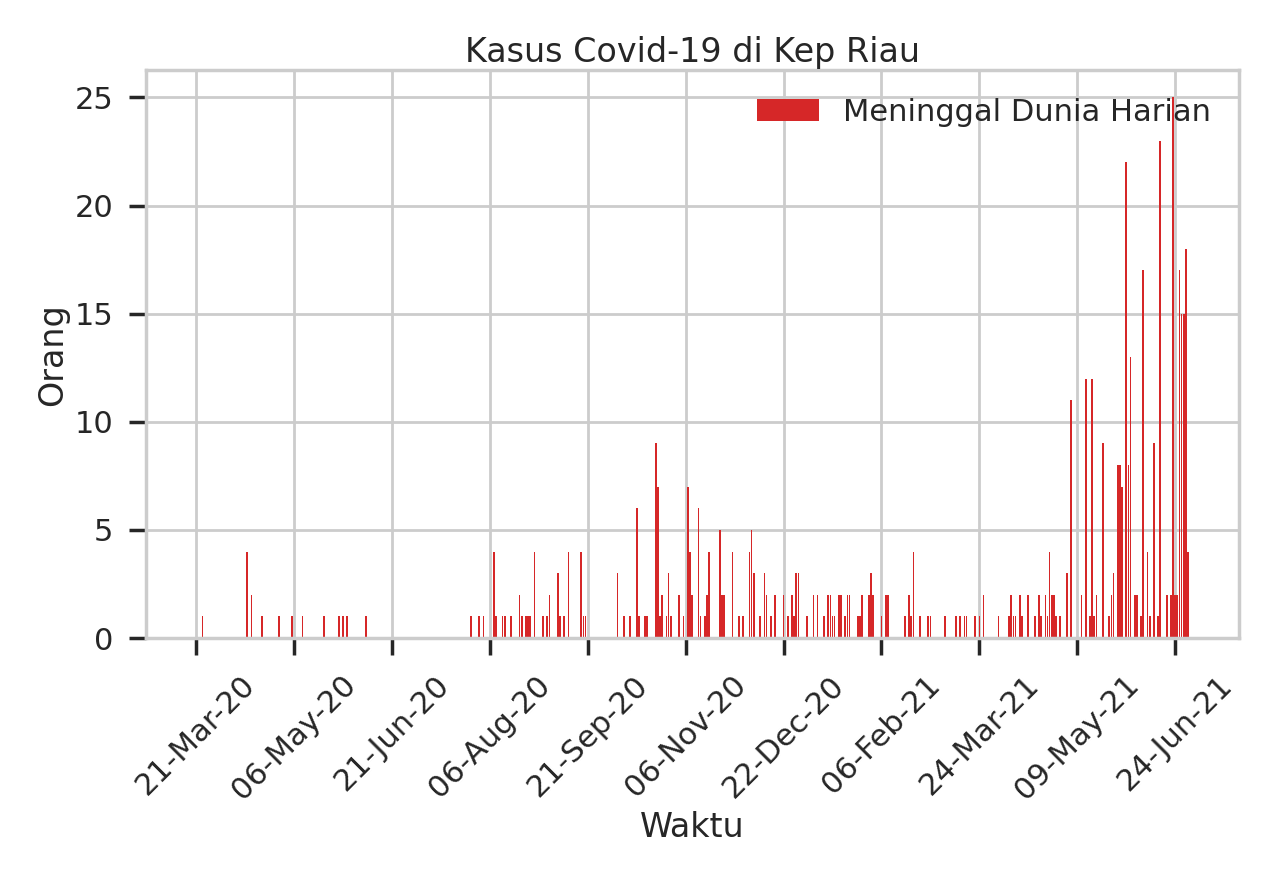 Kasus Covid-19 di Kep Riau
Meninggal Dunia Harian
Orang
25
20
15
10
5
0
21-Mar-20
06-May-20
21-Jun-20
06-Aug-20
21-Sep-20
06-Nov-20
22-Dec-20
06-Feb-21
24-Mar-21
09-May-21
24-Jun-21
Waktu